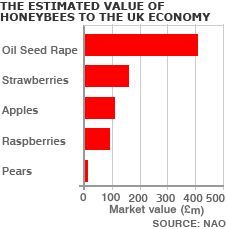 THE ESTIMATED VALUE OF
HONEYBEES TO THE UK ECONOMY
Oil Seed Rape
Strawberries
Apples
Raspberries
Pears
0 100 200 300 400 500
Market value (£m)
SOURCE: NAO